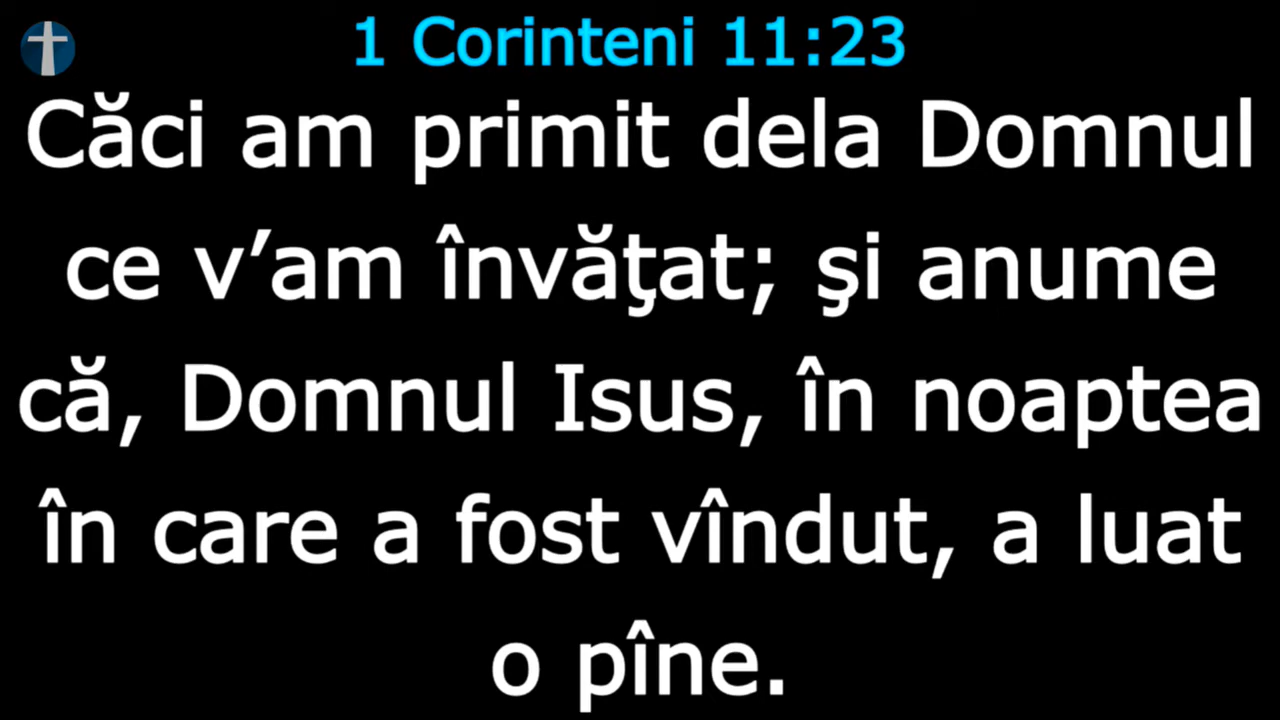 1 Corinteni 11:23
Căci am primit dela Domnul
ce v’am învăţat; şi anume
că, Domnul Isus, în noaptea
în care a fost vîndut, a luat
o pîne.